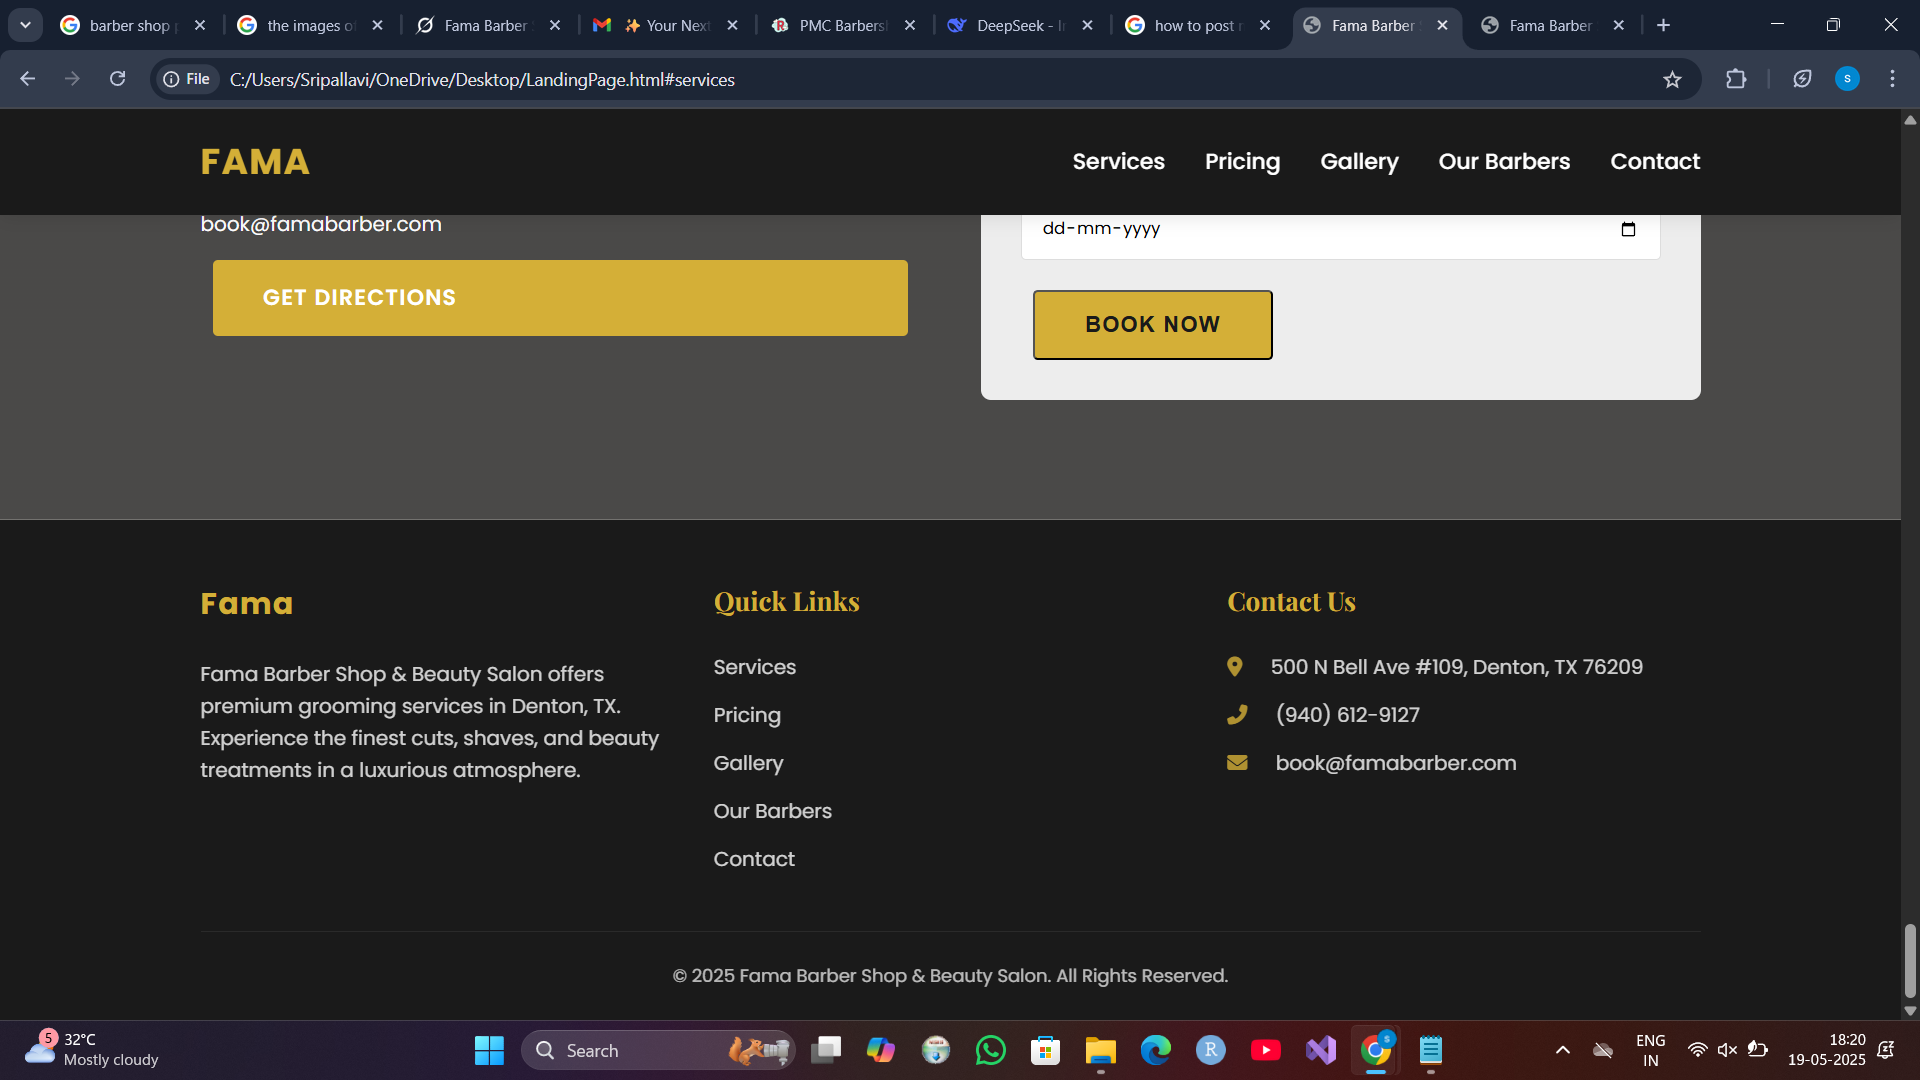 barber shop p
the images of
Fama Barber S
✨ Your Next
PMC Barbersh
DeepSeek - In
how to post m
Fama Barber S
Fama Barber
File
C:/Users/Sripallavi/OneDrive/Desktop/LandingPage.html#services
S
FAMA
Services
Pricing
Gallery
Our Barbers
Contact
book@famabarber.com
dd-mm-yyyy
GET DIRECTIONS
BOOK NOW
Fama
Fama Barber Shop & Beauty Salon offers
premium grooming services in Denton, TX.
Experience the finest cuts, shaves, and beauty
treatments in a luxurious atmosphere.
Quick Links
Services
Pricing
Gallery
Our Barbers
Contact
Contact Us
500 N Bell Ave #109, Denton, TX 76209
(940) 612-9127
book@famabarber.com
© 2025 Fama Barber Shop & Beauty Salon. All Rights Reserved.
5
32°C
Mostly cloudy
Search
R
S
ENG
IN
18:20
19-05-2025